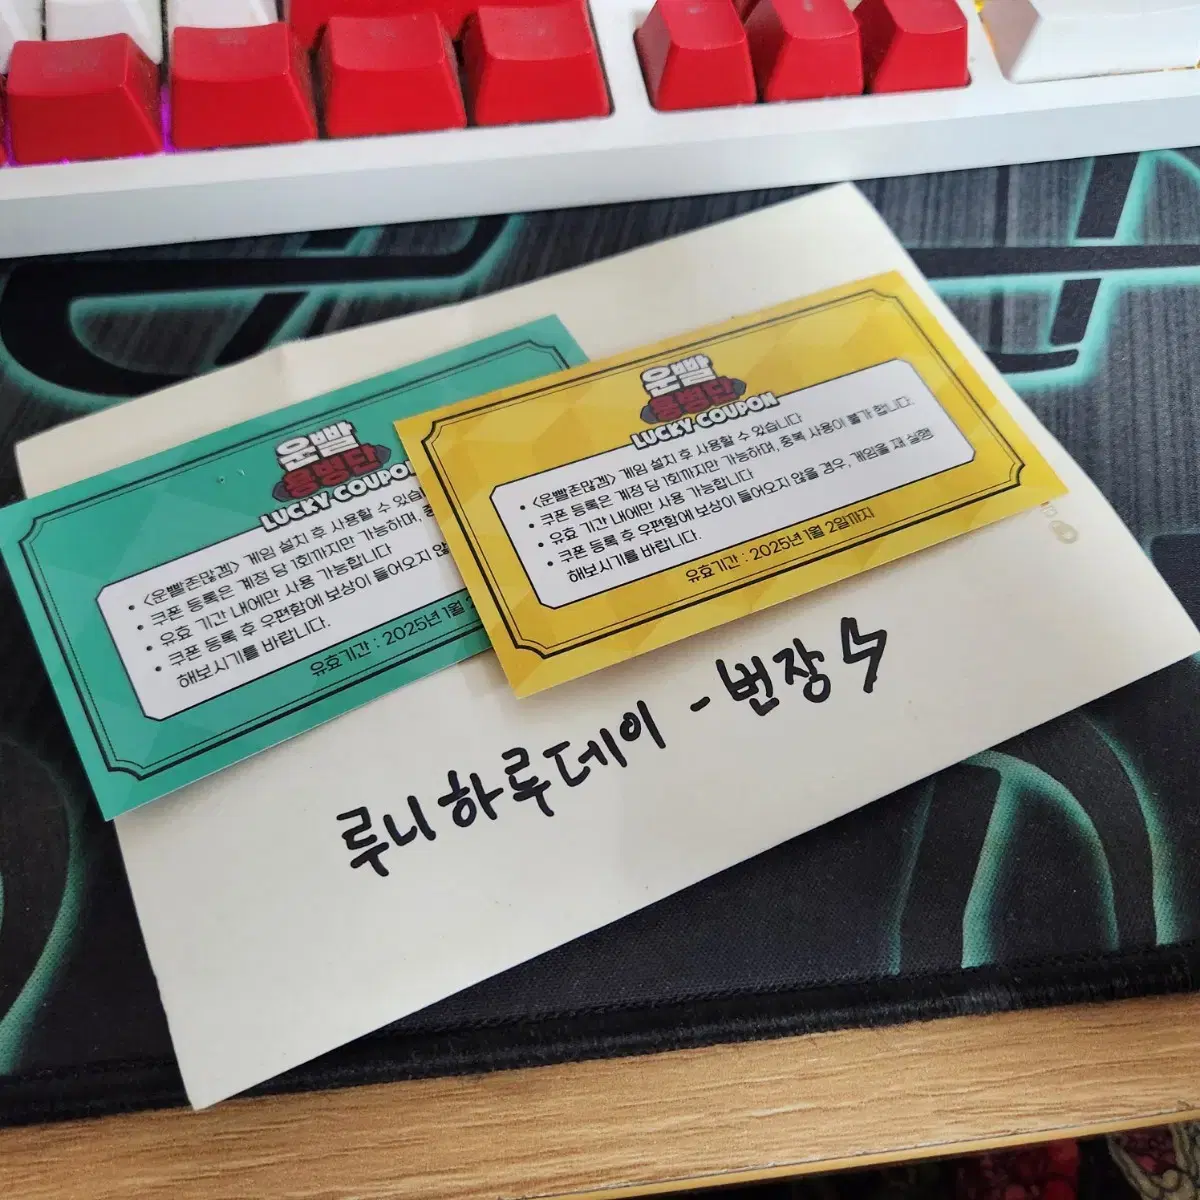 운빨
용병단
LUCKY COUPON
• <운빨존많겜> 게임 설치 후 사용할 수 있습
• 쿠폰 등록은 계정 당 1회까지만 가능하며, 중
• 유효 기간 내에만 사용 가능합니다
• 쿠폰 등록 후 우편함에 보상이 들어오지 않
해보시기를 바랍니다.
유효기간 : 2025년 1월
운빨
용병단
LUCKY COUPON
• <운빨존많겜> 게임 설치 후 사용할 수 있습니다
• 쿠폰 등록은 계정 당 1회까지만 가능하며, 중복 사용이 불가 합니다.
• 유효 기간 내에만 사용 가능합니다
• 쿠폰 등록 후 우편함에 보상이 들어오지 않을 경우, 게임을 재 실행
해보시기를 바랍니다.
유효기간 : 2025년 1월 2일까지
루니하루데이 - 번장